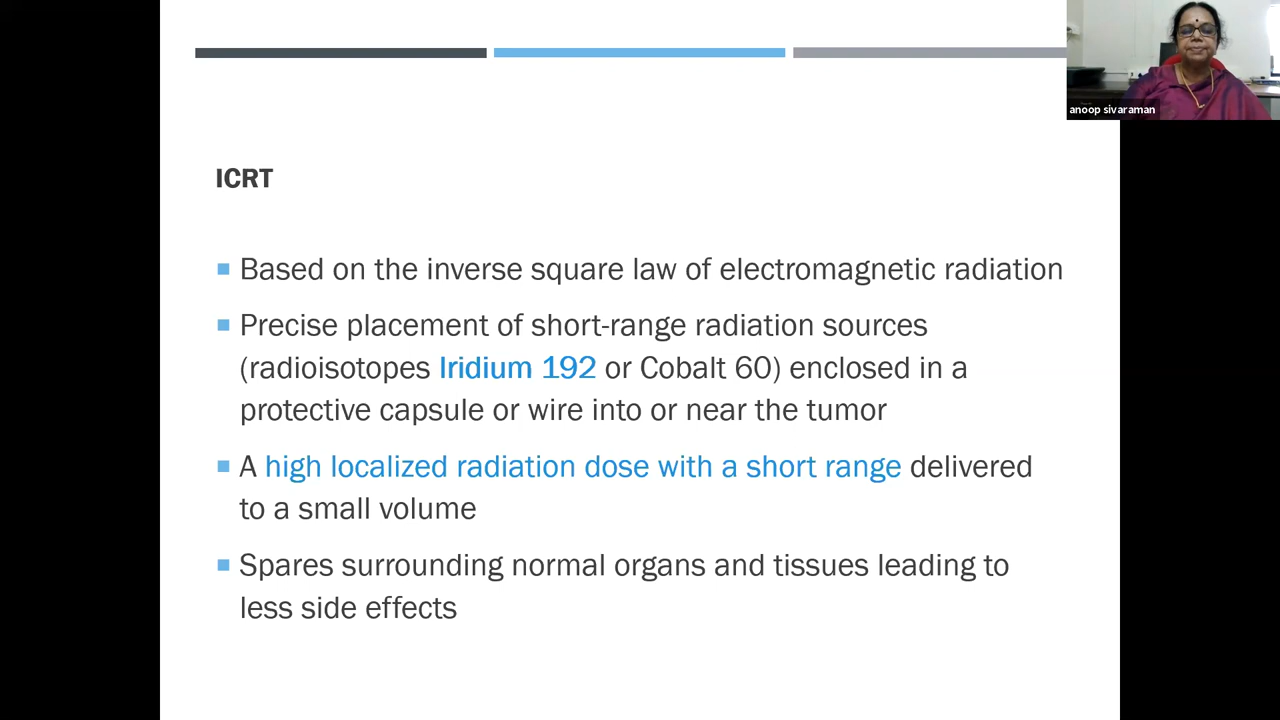 anoop sivaraman
ICRT
Based on the inverse square law of electromagnetic radiation
Precise placement of short-range radiation sources
(radioisotopes Iridium 192 or Cobalt 60) enclosed in a
protective capsule or wire into or near the tumor
A high localized radiation dose with a short range delivered
to a small volume
Spares surrounding normal organs and tissues leading to
less side effects